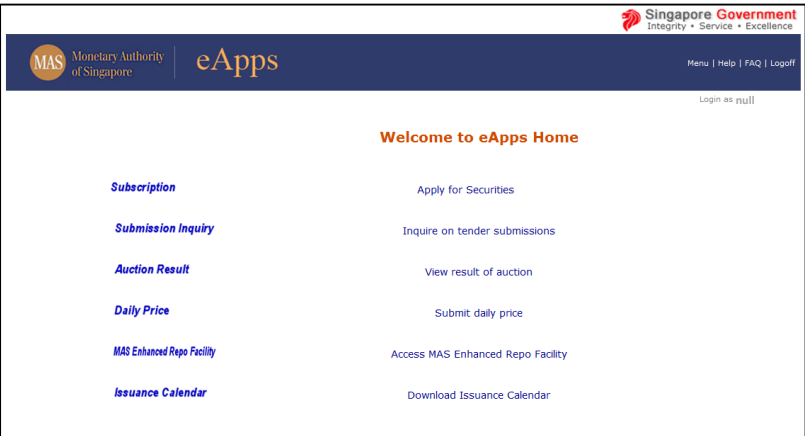 Singapore Government
Integrity • Service • Excellence
MAS Monetary Authority of Singapore
eApps
Menu | Help | FAQ | Logoff
Login as null
Welcome to eApps Home
Subscription Apply for Securities
Submission Inquiry Inquire on tender submissions
Auction Result View result of auction
Daily Price Submit daily price
MAS Enhanced Repo Facility Access MAS Enhanced Repo Facility
Issuance Calendar Download Issuance Calendar